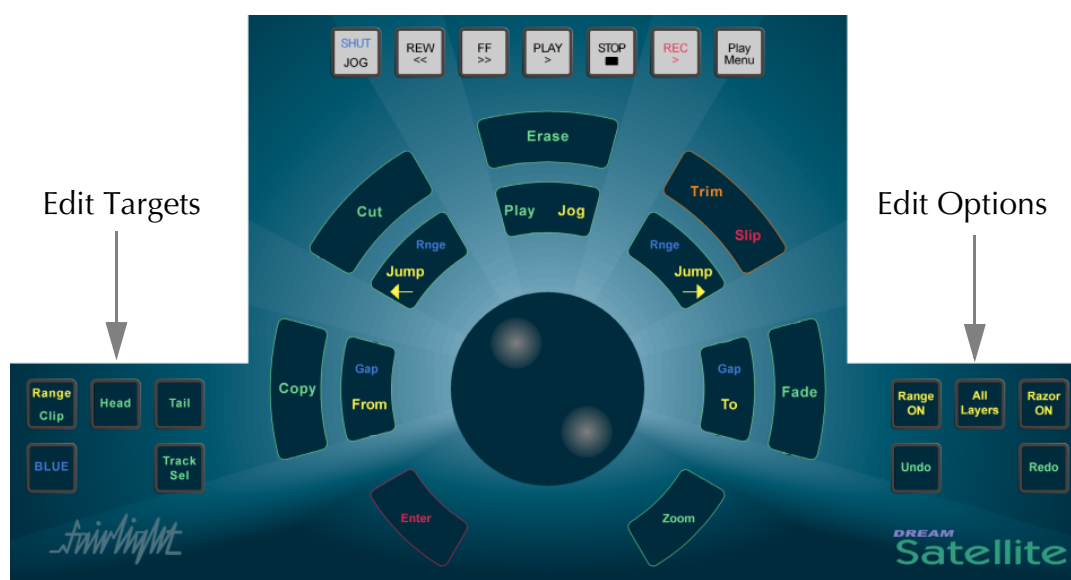 SHUT
JOG
REW
<<
FF
>>
PLAY
>
STOP
REC
>
Play
Menu
Erase
Play Jog
Cut
Rnge
Jump
Trim
Slip
Rnge
Jump
Edit Targets
Edit Options
Copy
Gap
From
Gap
To
Fade
Range
Clip
Head
Tail
BLUE
Track
Sel
Range
ON
All
Layers
Razor
ON
Undo
Redo
Enter
Zoom
fairlight
DREAM
Satellite